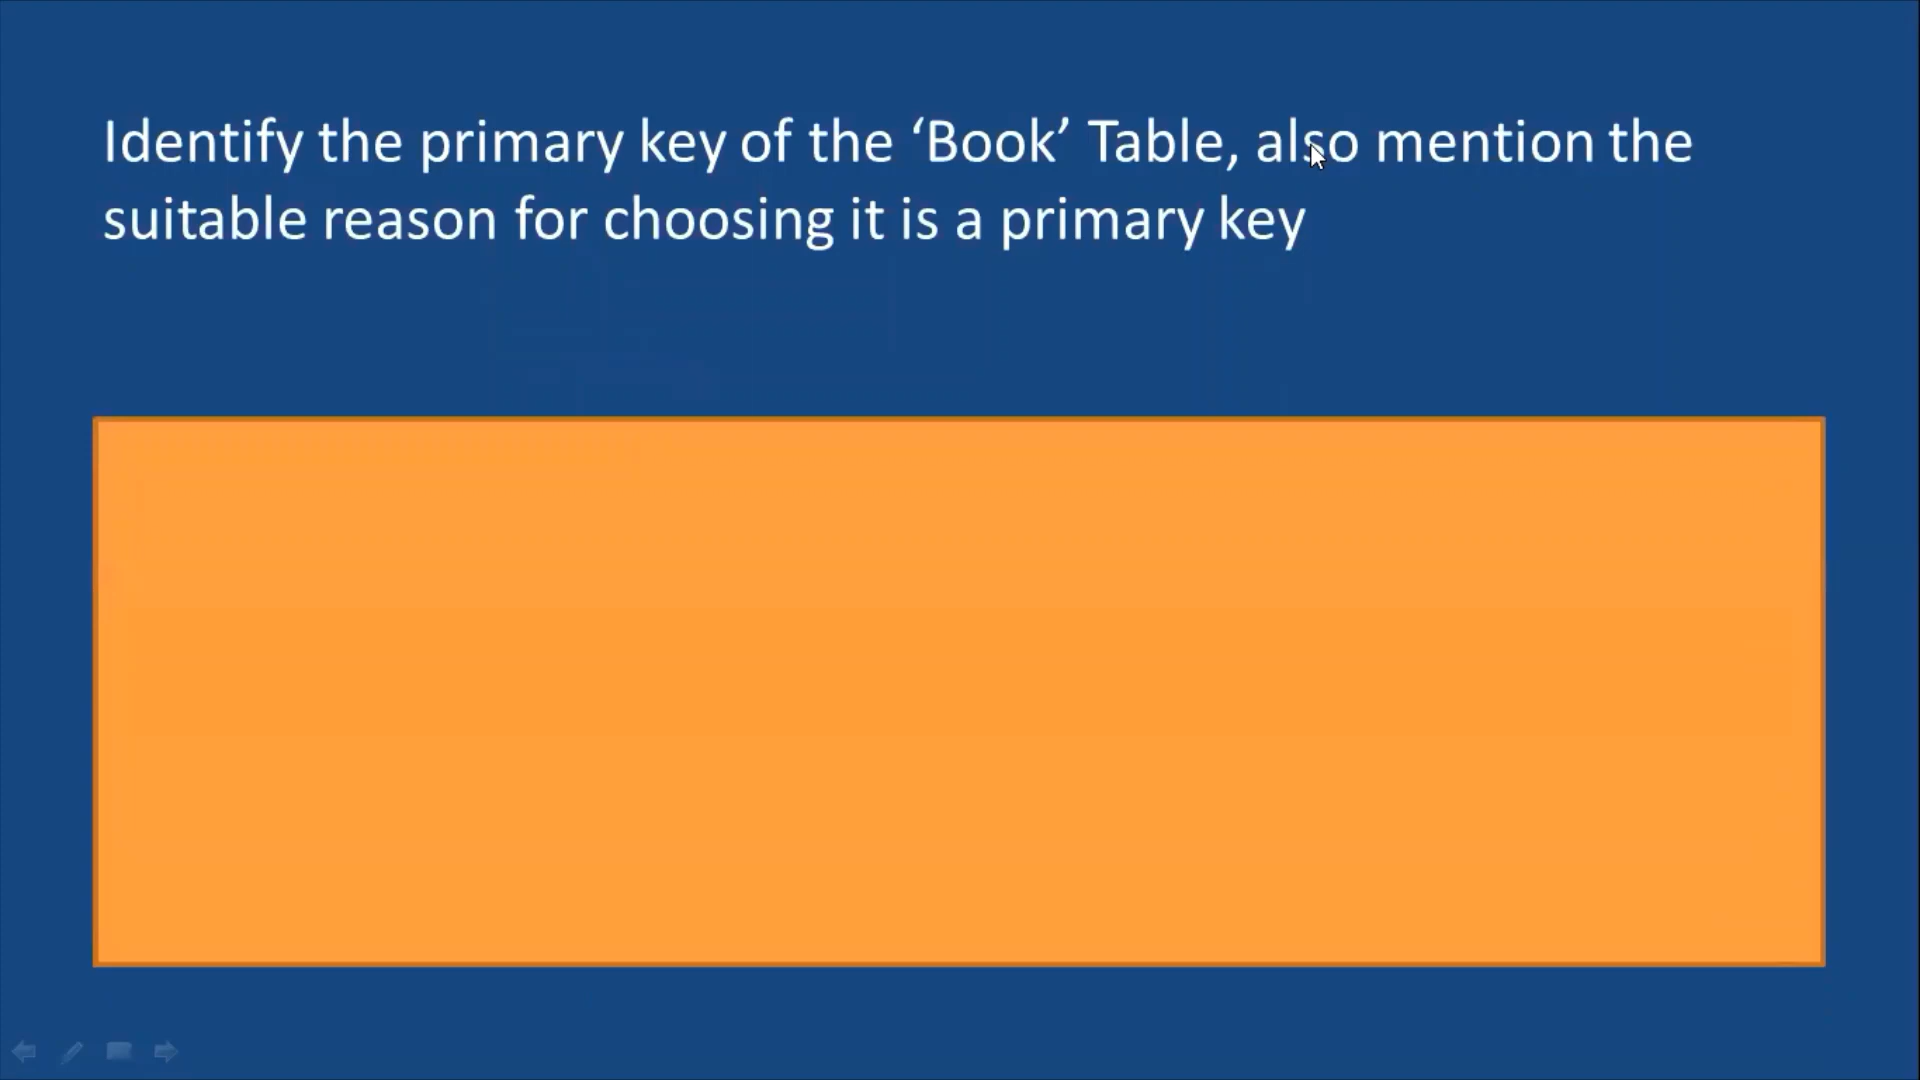 Identify the primary key of the ‘Book’ Table, also mention the
suitable reason for choosing it is a primary key